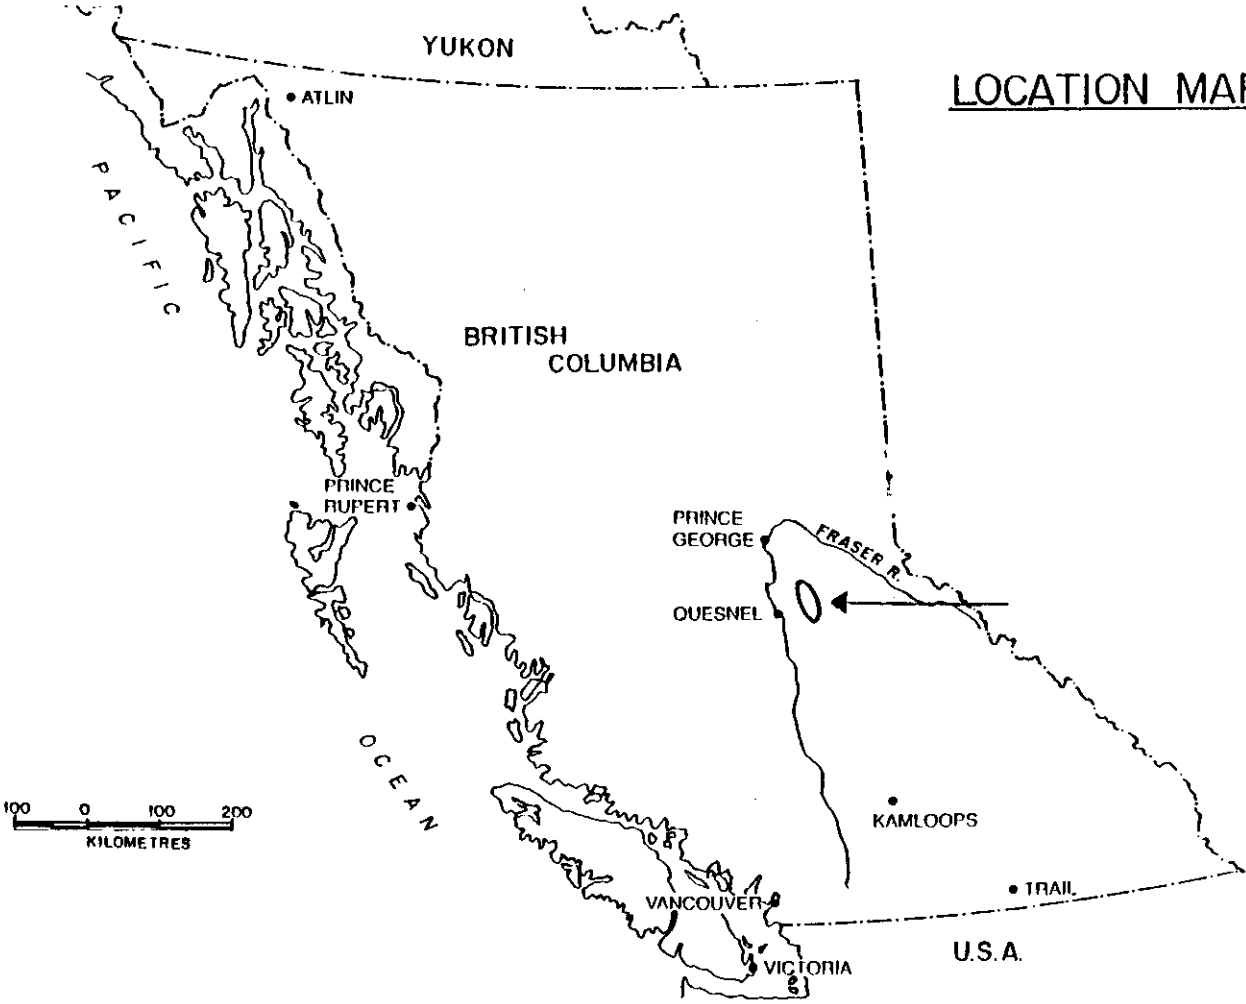 YUKON
LOCATION MAP
ATLIN
PACIFIC
BRITISH
COLUMBIA
PRINCE
RUPERT
PRINCE
GEORGE
FRASER R.
QUESNEL
OCEAN
100 0 100 200
KILOMETRES
KAMLOOPS
TRAIL
VANCOUVER
U.S.A.
VICTORIA